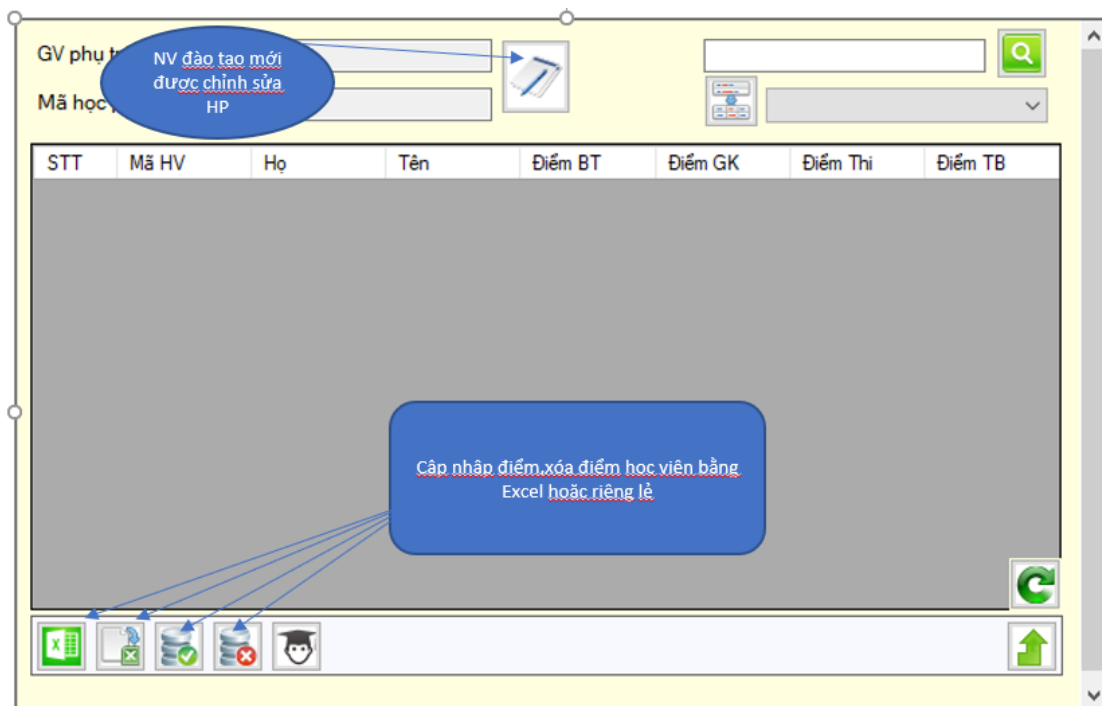 GV phụ
NV đào tạo mới
được chỉnh sửa
HP
Mã học
STT Mã HV Họ Tên Điểm BT Điểm GK Điểm Thi Điểm TB
Câp nhập điểm,xóa điểm học viên bằng
Excel hoặc riêng lẻ